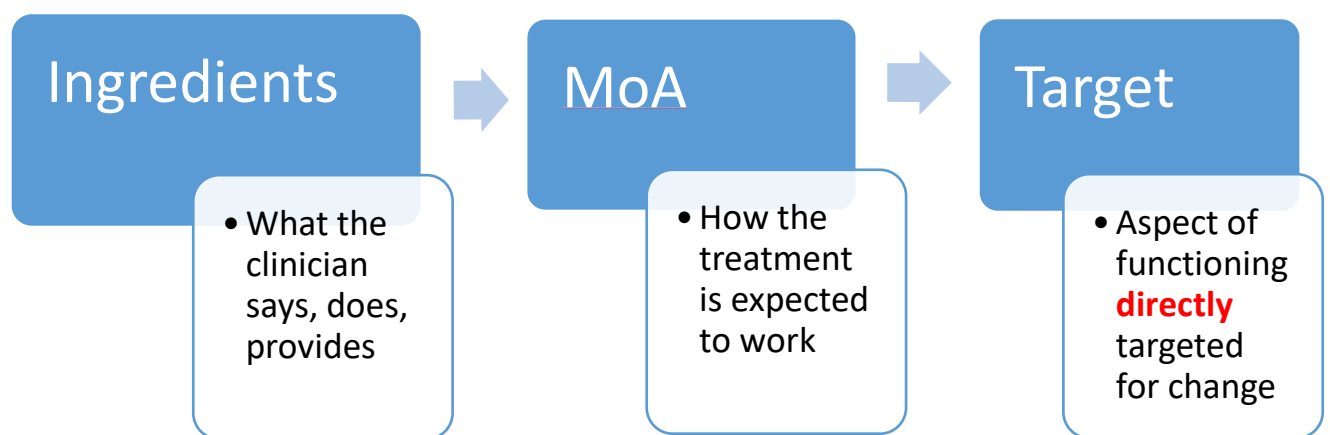 Ingredients
• What the
clinician
says, does,
provides
MoA
• How the
treatment
is expected
to work
Target
• Aspect of
functioning
directly
targeted
for change